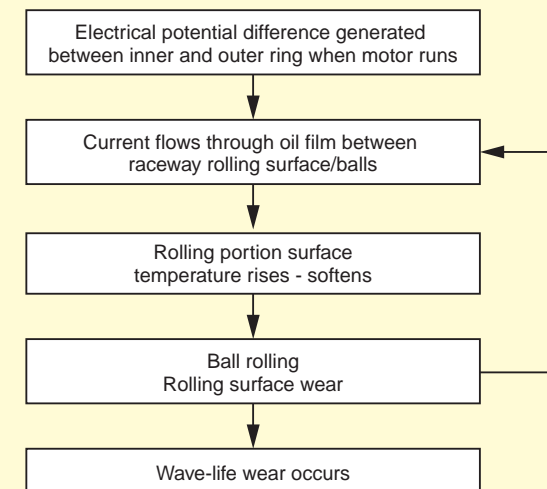 Electrical potential difference generated
between inner and outer ring when motor runs
Current flows through oil film between
raceway rolling surface/balls
Rolling portion surface
temperature rises - softens
Ball rolling
Rolling surface wear
Wave-life wear occurs